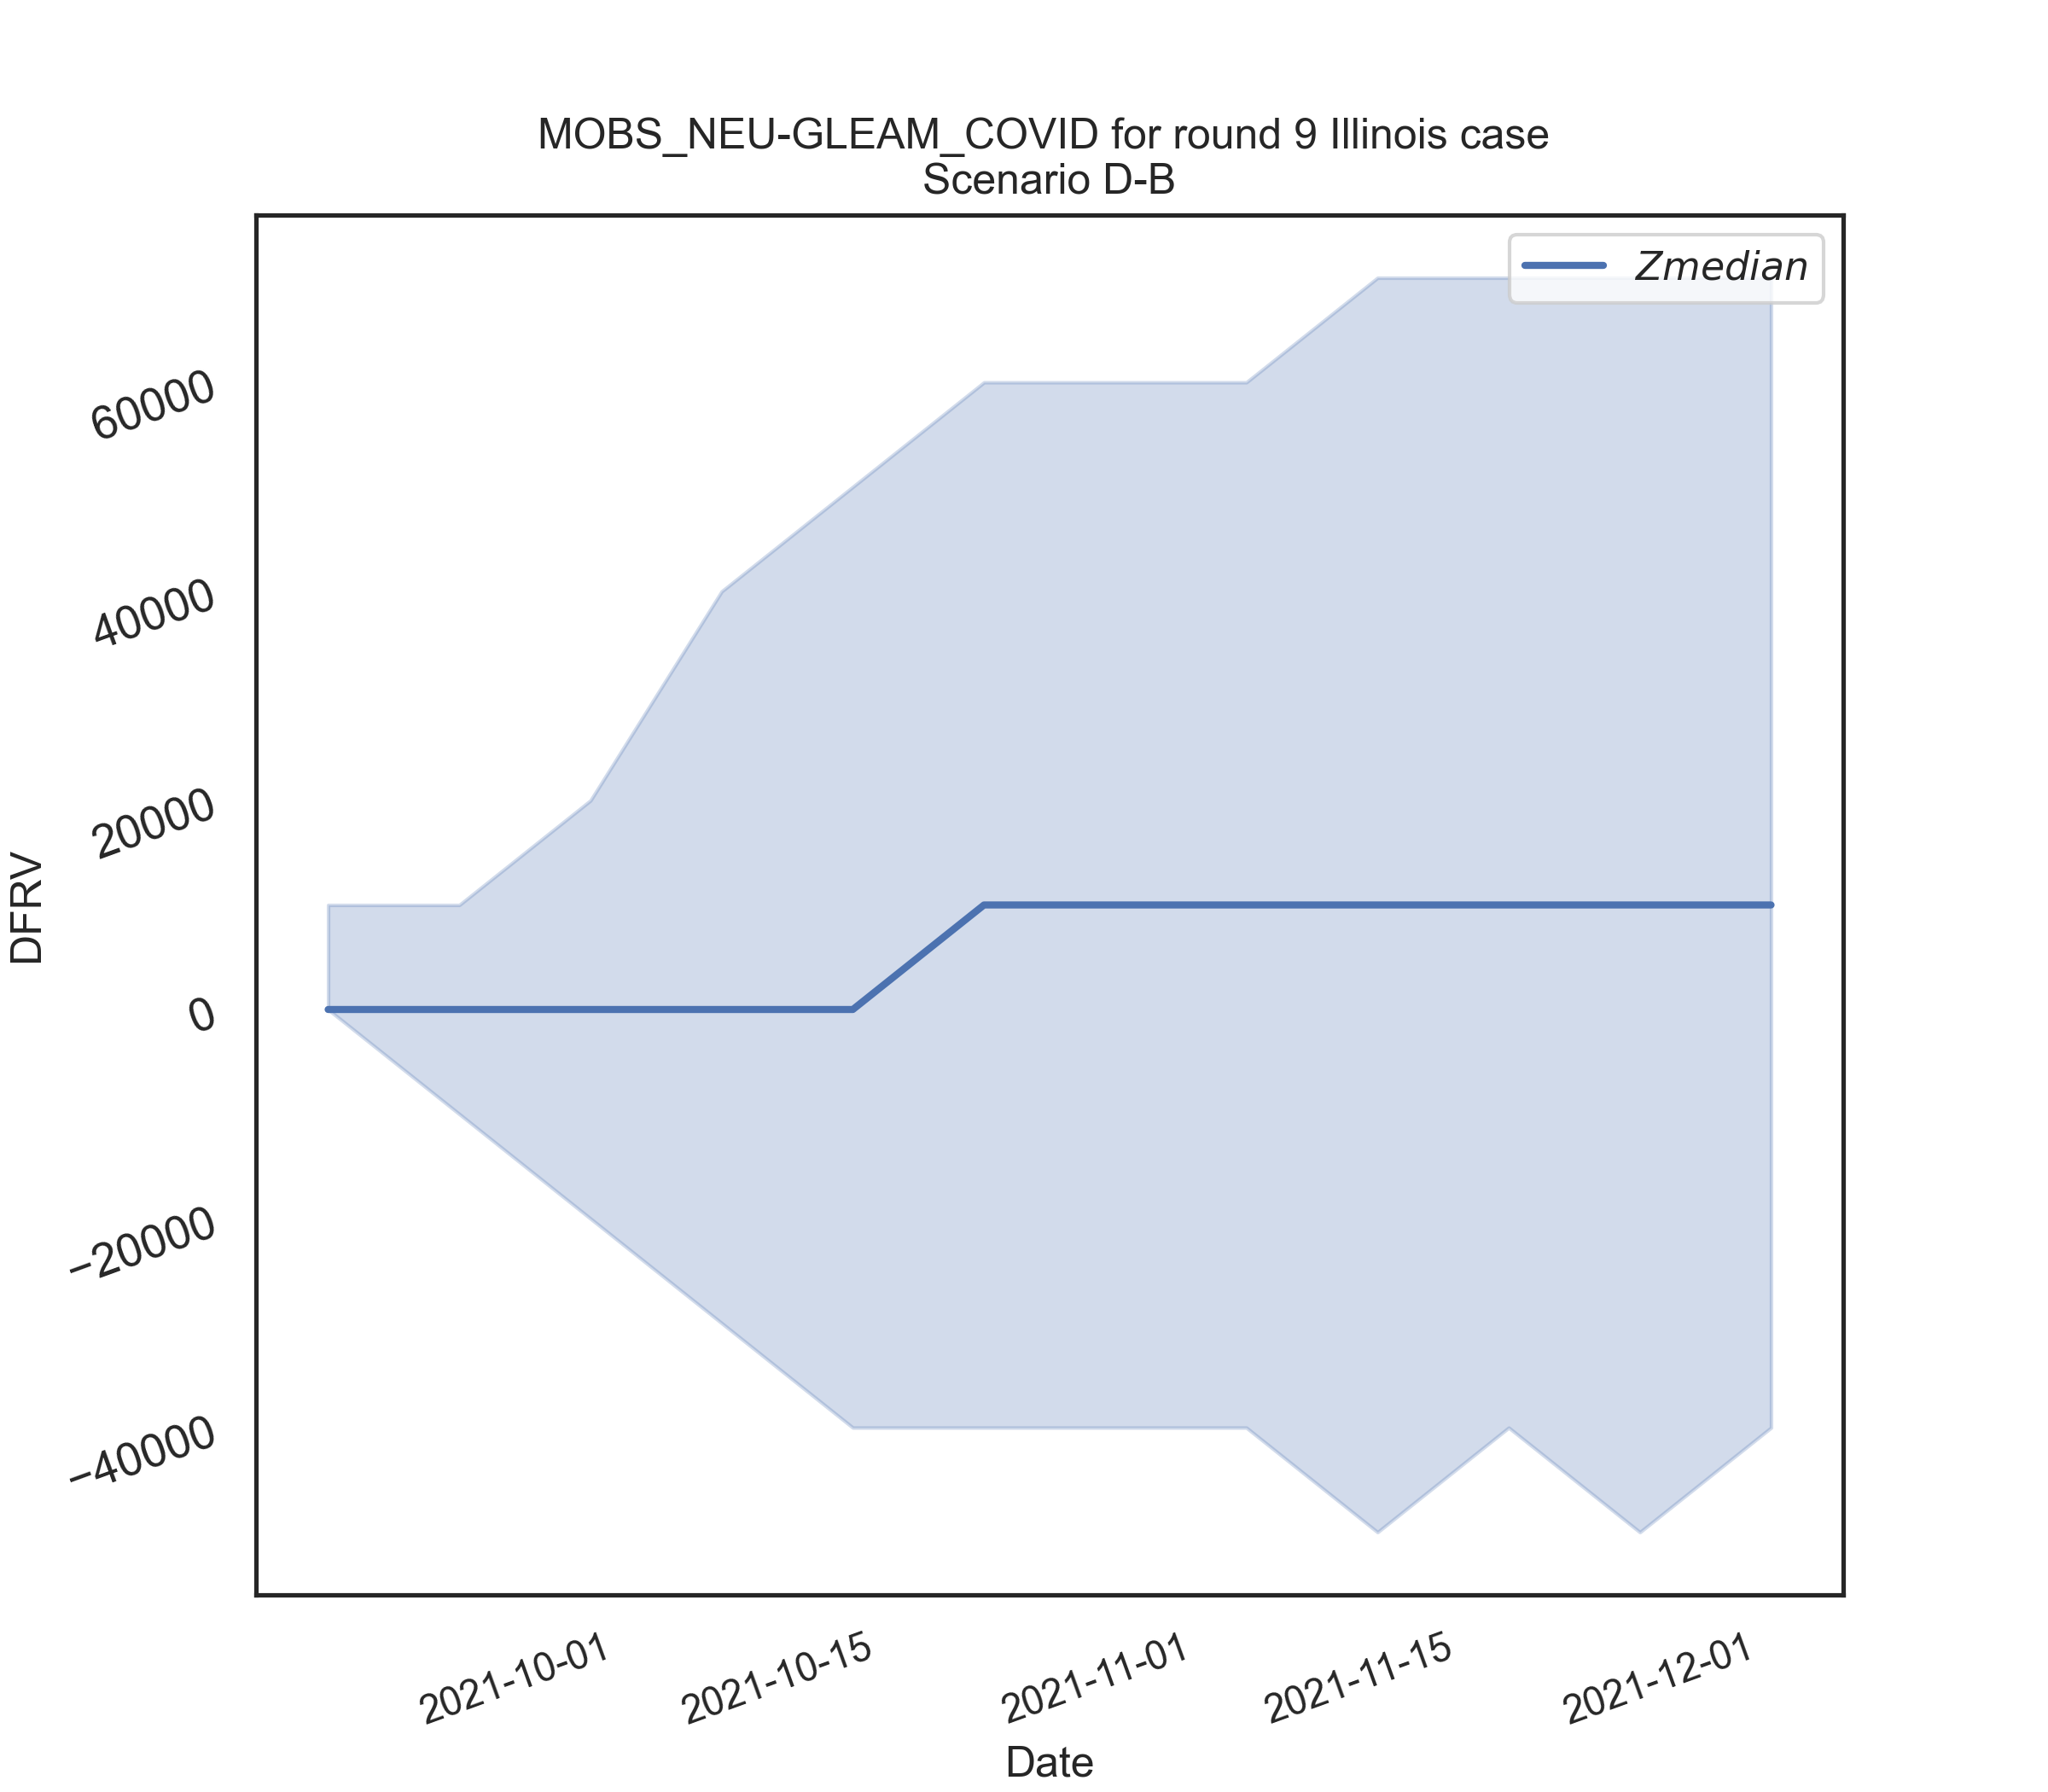 MOBS_NEU-GLEAM_COVID for round 9 Illinois case
Scenario D-B
Zmedian
60000
40000
20000
0
−20000
−40000
DFRV
2021-10-01
2021-10-15
2021-11-01
2021-11-15
2021-12-01
Date